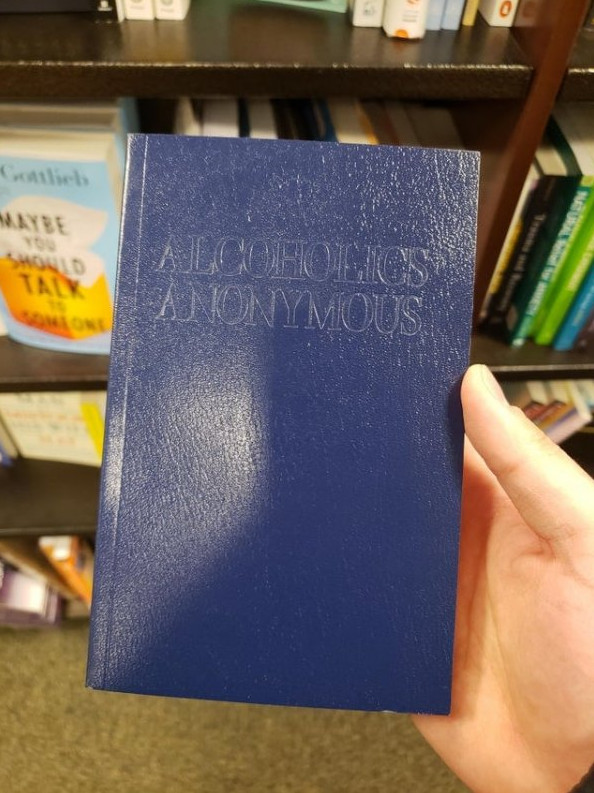 ALCOHOLICS
ANONYMOUS
Gottlieb
MAYBE
YOU
SHOULD
TALK
TO
SOMEONE